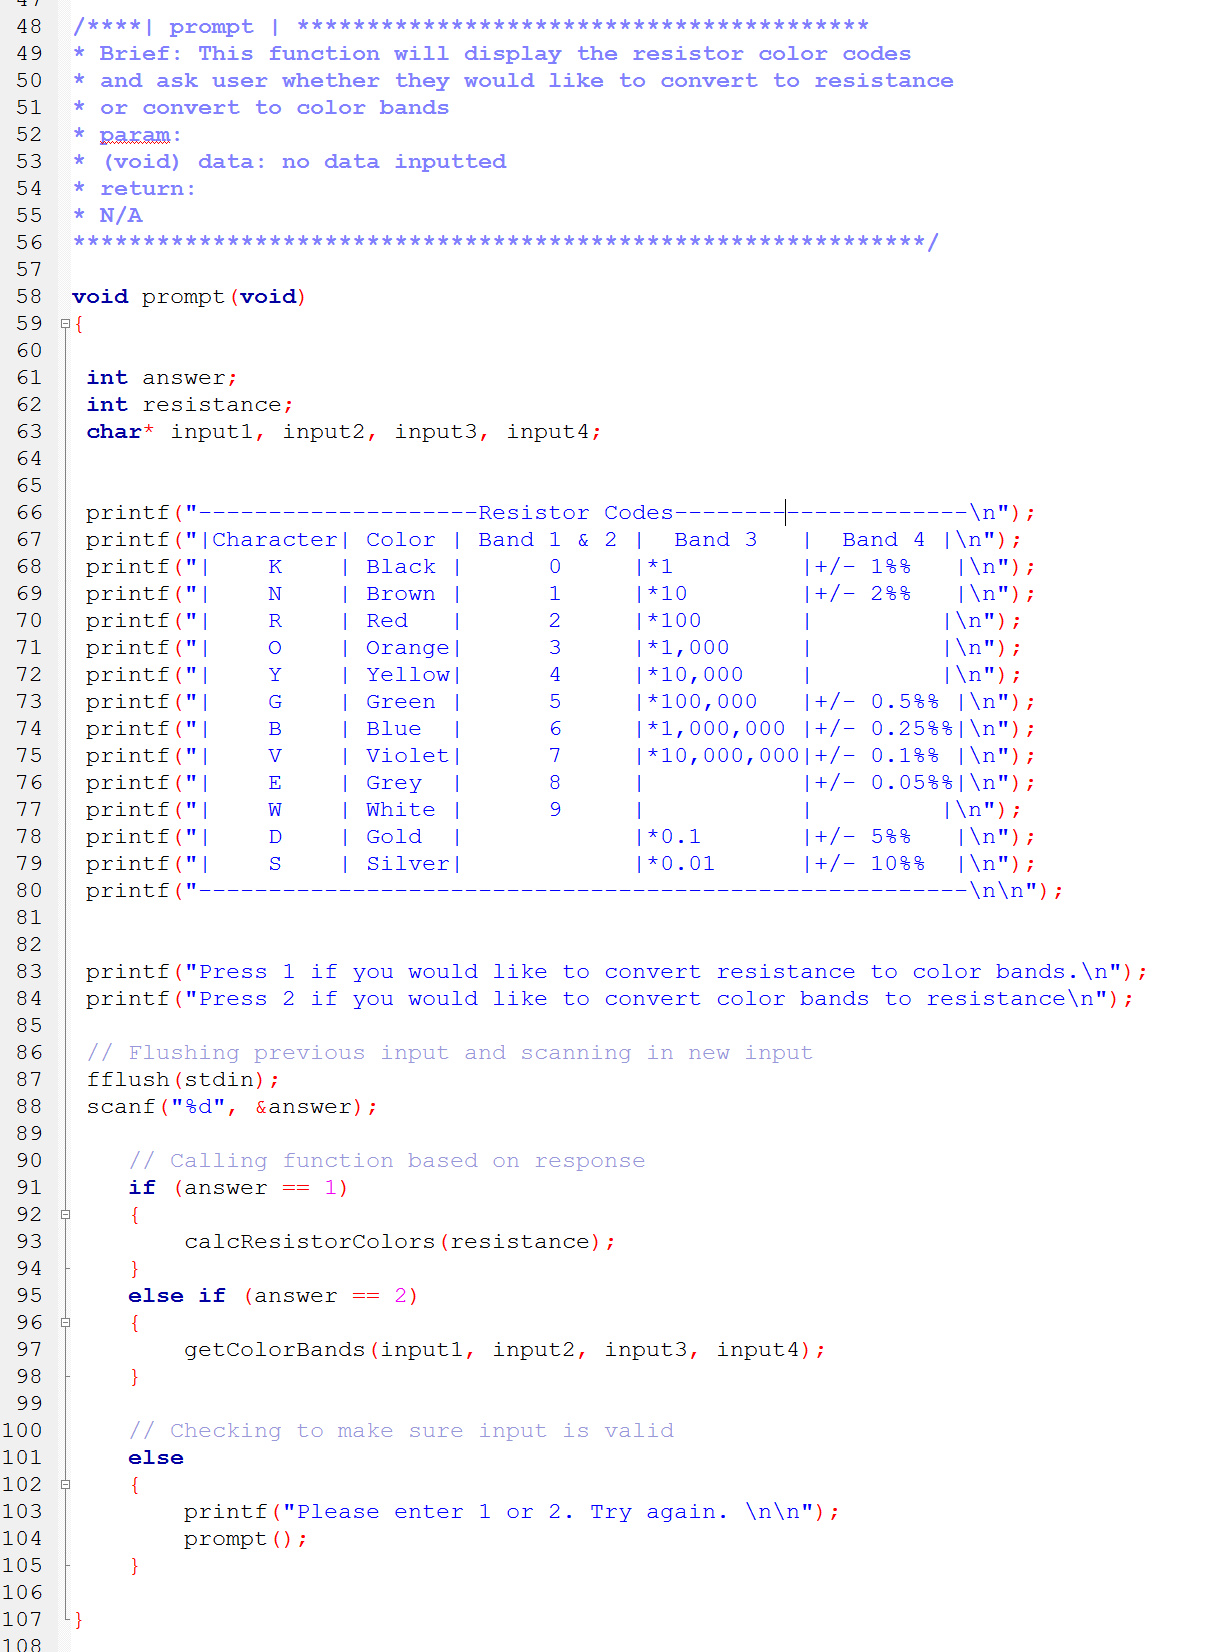 48 /****| prompt | *****************************************
49 * Brief: This function will display the resistor color codes
50 * and ask user whether they would like to convert to resistance
51 * or convert to color bands
52 * param:
53 * (void) data: no data inputted
54 * return:
55 * N/A
56 *************************************************************/
57
58 void prompt(void)
59 {
60
61 int answer;
62 int resistance;
63 char* input1, input2, input3, input4;
64
65
66 printf("--------------------Resistor Codes---------------------\n");
67 printf("|Character| Color | Band 1 & 2 |  Band 3   |  Band 4 |\n");
68 printf("|    K    | Black |      0     |*1         |+/- 1%%   |\n");
69 printf("|    N    | Brown |      1     |*10        |+/- 2%%   |\n");
70 printf("|    R    | Red   |      2     |*100       |         |\n");
71 printf("|    O    | Orange|      3     |*1,000     |         |\n");
72 printf("|    Y    | Yellow|      4     |*10,000    |         |\n");
73 printf("|    G    | Green |      5     |*100,000   |+/- 0.5%% |\n");
74 printf("|    B    | Blue  |      6     |*1,000,000 |+/- 0.25%%|\n");
75 printf("|    V    | Violet|      7     |*10,000,000|+/- 0.1%% |\n");
76 printf("|    E    | Grey  |      8     |           |+/- 0.05%%|\n");
77 printf("|    W    | White |      9     |           |         |\n");
78 printf("|    D    | Gold  |            |*0.1       |+/- 5%%   |\n");
79 printf("|    S    | Silver|            |*0.01      |+/- 10%%  |\n");
80 printf("-------------------------------------------------------\n\n");
81
82
83 printf("Press 1 if you would like to convert resistance to color bands.\n");
84 printf("Press 2 if you would like to convert color bands to resistance\n");
85
86 // Flushing previous input and scanning in new input
87 fflush(stdin);
88 scanf("%d", &answer);
89
90 // Calling function based on response
91 if (answer == 1)
92 {
93 calcResistorColors(resistance);
94 }
95 else if (answer == 2)
96 {
97 getColorBands(input1, input2, input3, input4);
98 }
99
100 // Checking to make sure input is valid
101 else
102 {
103 printf("Please enter 1 or 2. Try again. \n\n");
104 prompt();
105 }
106
107 }
108